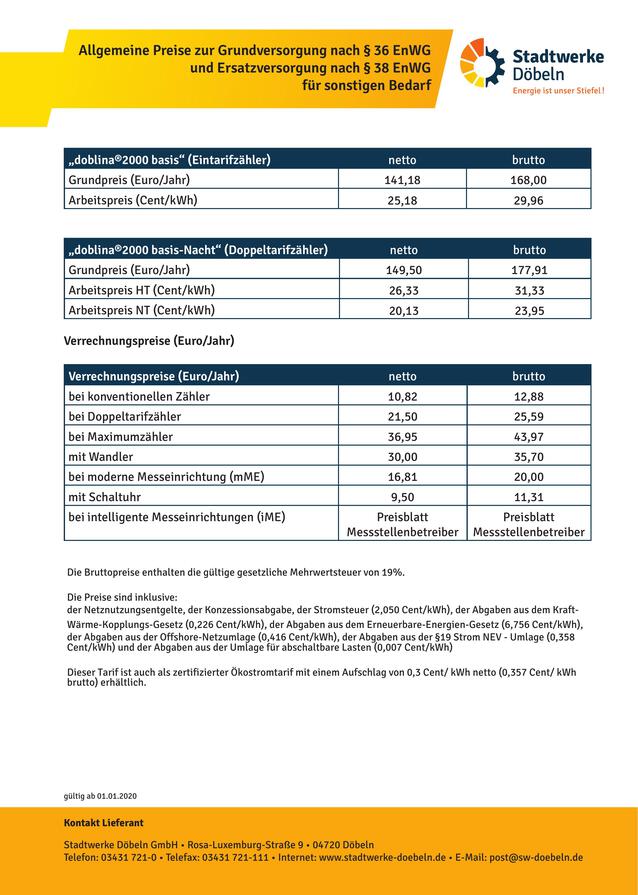 Allgemeine Preise zur Grundversorgung nach § 36 EnWG
und Ersatzversorgung nach § 38 EnWG
für sonstigen Bedarf
Stadtwerke
Döbeln
Energie ist unser Stiefel!
„doblina®2000 basis“ (Eintarifzähler) netto brutto
Grundpreis (Euro/Jahr) 141,18 168,00
Arbeitspreis (Cent/kWh) 25,18 29,96
„doblina®2000 basis-Nacht“ (Doppeltarifzähler) netto brutto
Grundpreis (Euro/Jahr) 149,50 177,91
Arbeitspreis HT (Cent/kWh) 26,33 31,33
Arbeitspreis NT (Cent/kWh) 20,13 23,95
Verrechnungspreise (Euro/Jahr)
Verrechnungspreise (Euro/Jahr) netto brutto
bei konventionellen Zähler 10,82 12,88
bei Doppeltarifzähler 21,50 25,59
bei Maximumzähler 36,95 43,97
mit Wandler 30,00 35,70
bei moderne Messeinrichtung (mME) 16,81 20,00
mit Schaltuhr 9,50 11,31
bei intelligente Messeinrichtungen (iME) Preisblatt Preisblatt
Messstellenbetreiber Messstellenbetreiber
Die Bruttopreise enthalten die gültige gesetzliche Mehrwertsteuer von 19%.
Die Preise sind inklusive:
der Netznutzungsentgelte, der Konzessionsabgabe, der Stromsteuer (2,050 Cent/kWh), der Abgaben aus dem Kraft-
Wärme-Kopplungs-Gesetz (0,226 Cent/kWh), der Abgaben aus dem Erneuerbare-Energien-Gesetz (6,756 Cent/kWh),
der Abgaben aus der Offshore-Netzumlage (0,416 Cent/kWh), der Abgaben aus der §19 Strom NEV - Umlage (0,358
Cent/kWh) und der Abgaben aus der Umlage für abschaltbare Lasten (0,007 Cent/kWh)
Dieser Tarif ist auch als zertifizierter Ökostromtarif mit einem Aufschlag von 0,3 Cent/ kWh netto (0,357 Cent/ kWh
brutto) erhältlich.
gültig ab 01.01.2020
Kontakt Lieferant
Stadtwerke Döbeln GmbH • Rosa-Luxemburg-Straße 9 • 04720 Döbeln
Telefon: 03431 721-0 • Telefax: 03431 721-111 • Internet: www.stadtwerke-doebeln.de • E-Mail: post@sw-doebeln.de